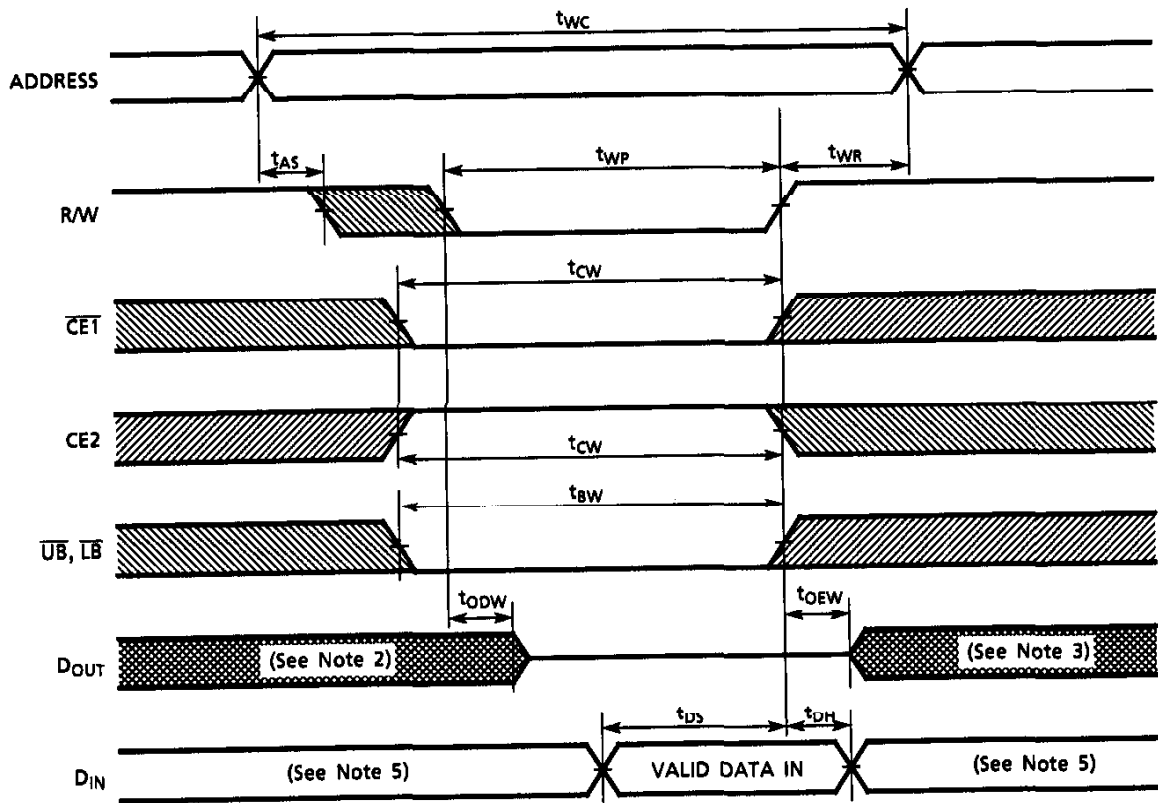 tWC
ADDRESS
tAS
tWP
tWR
R/W
tCW
CE1
CE2
tCW
tBW
UB, LB
tODW
tOEW
DOUT
(See Note 2)
(See Note 3)
tDS
tDH
DIN
(See Note 5)
VALID DATA IN
(See Note 5)